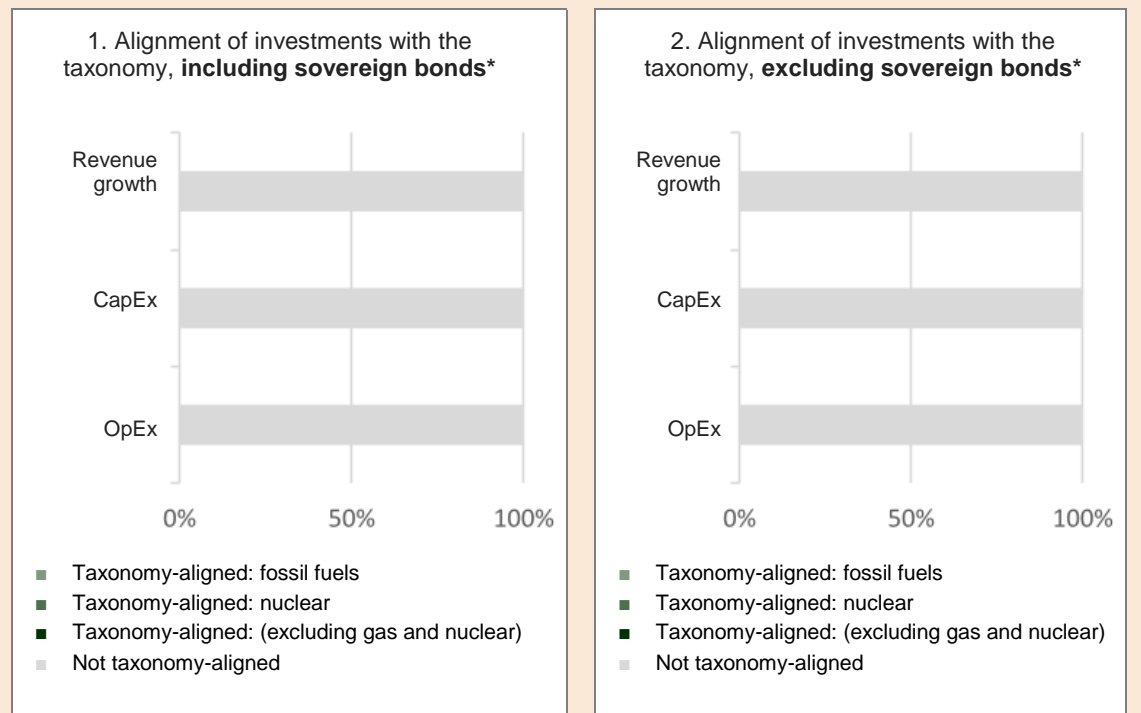 1. Alignment of investments with the
taxonomy, including sovereign bonds*
Revenue
growth
CapEx
OpEx
0% 50% 100%
Taxonomy-aligned: fossil fuels
Taxonomy-aligned: nuclear
Taxonomy-aligned: (excluding gas and nuclear)
Not taxonomy-aligned
2. Alignment of investments with the
taxonomy, excluding sovereign bonds*
Revenue
growth
CapEx
OpEx
0% 50% 100%
Taxonomy-aligned: fossil fuels
Taxonomy-aligned: nuclear
Taxonomy-aligned: (excluding gas and nuclear)
Not taxonomy-aligned